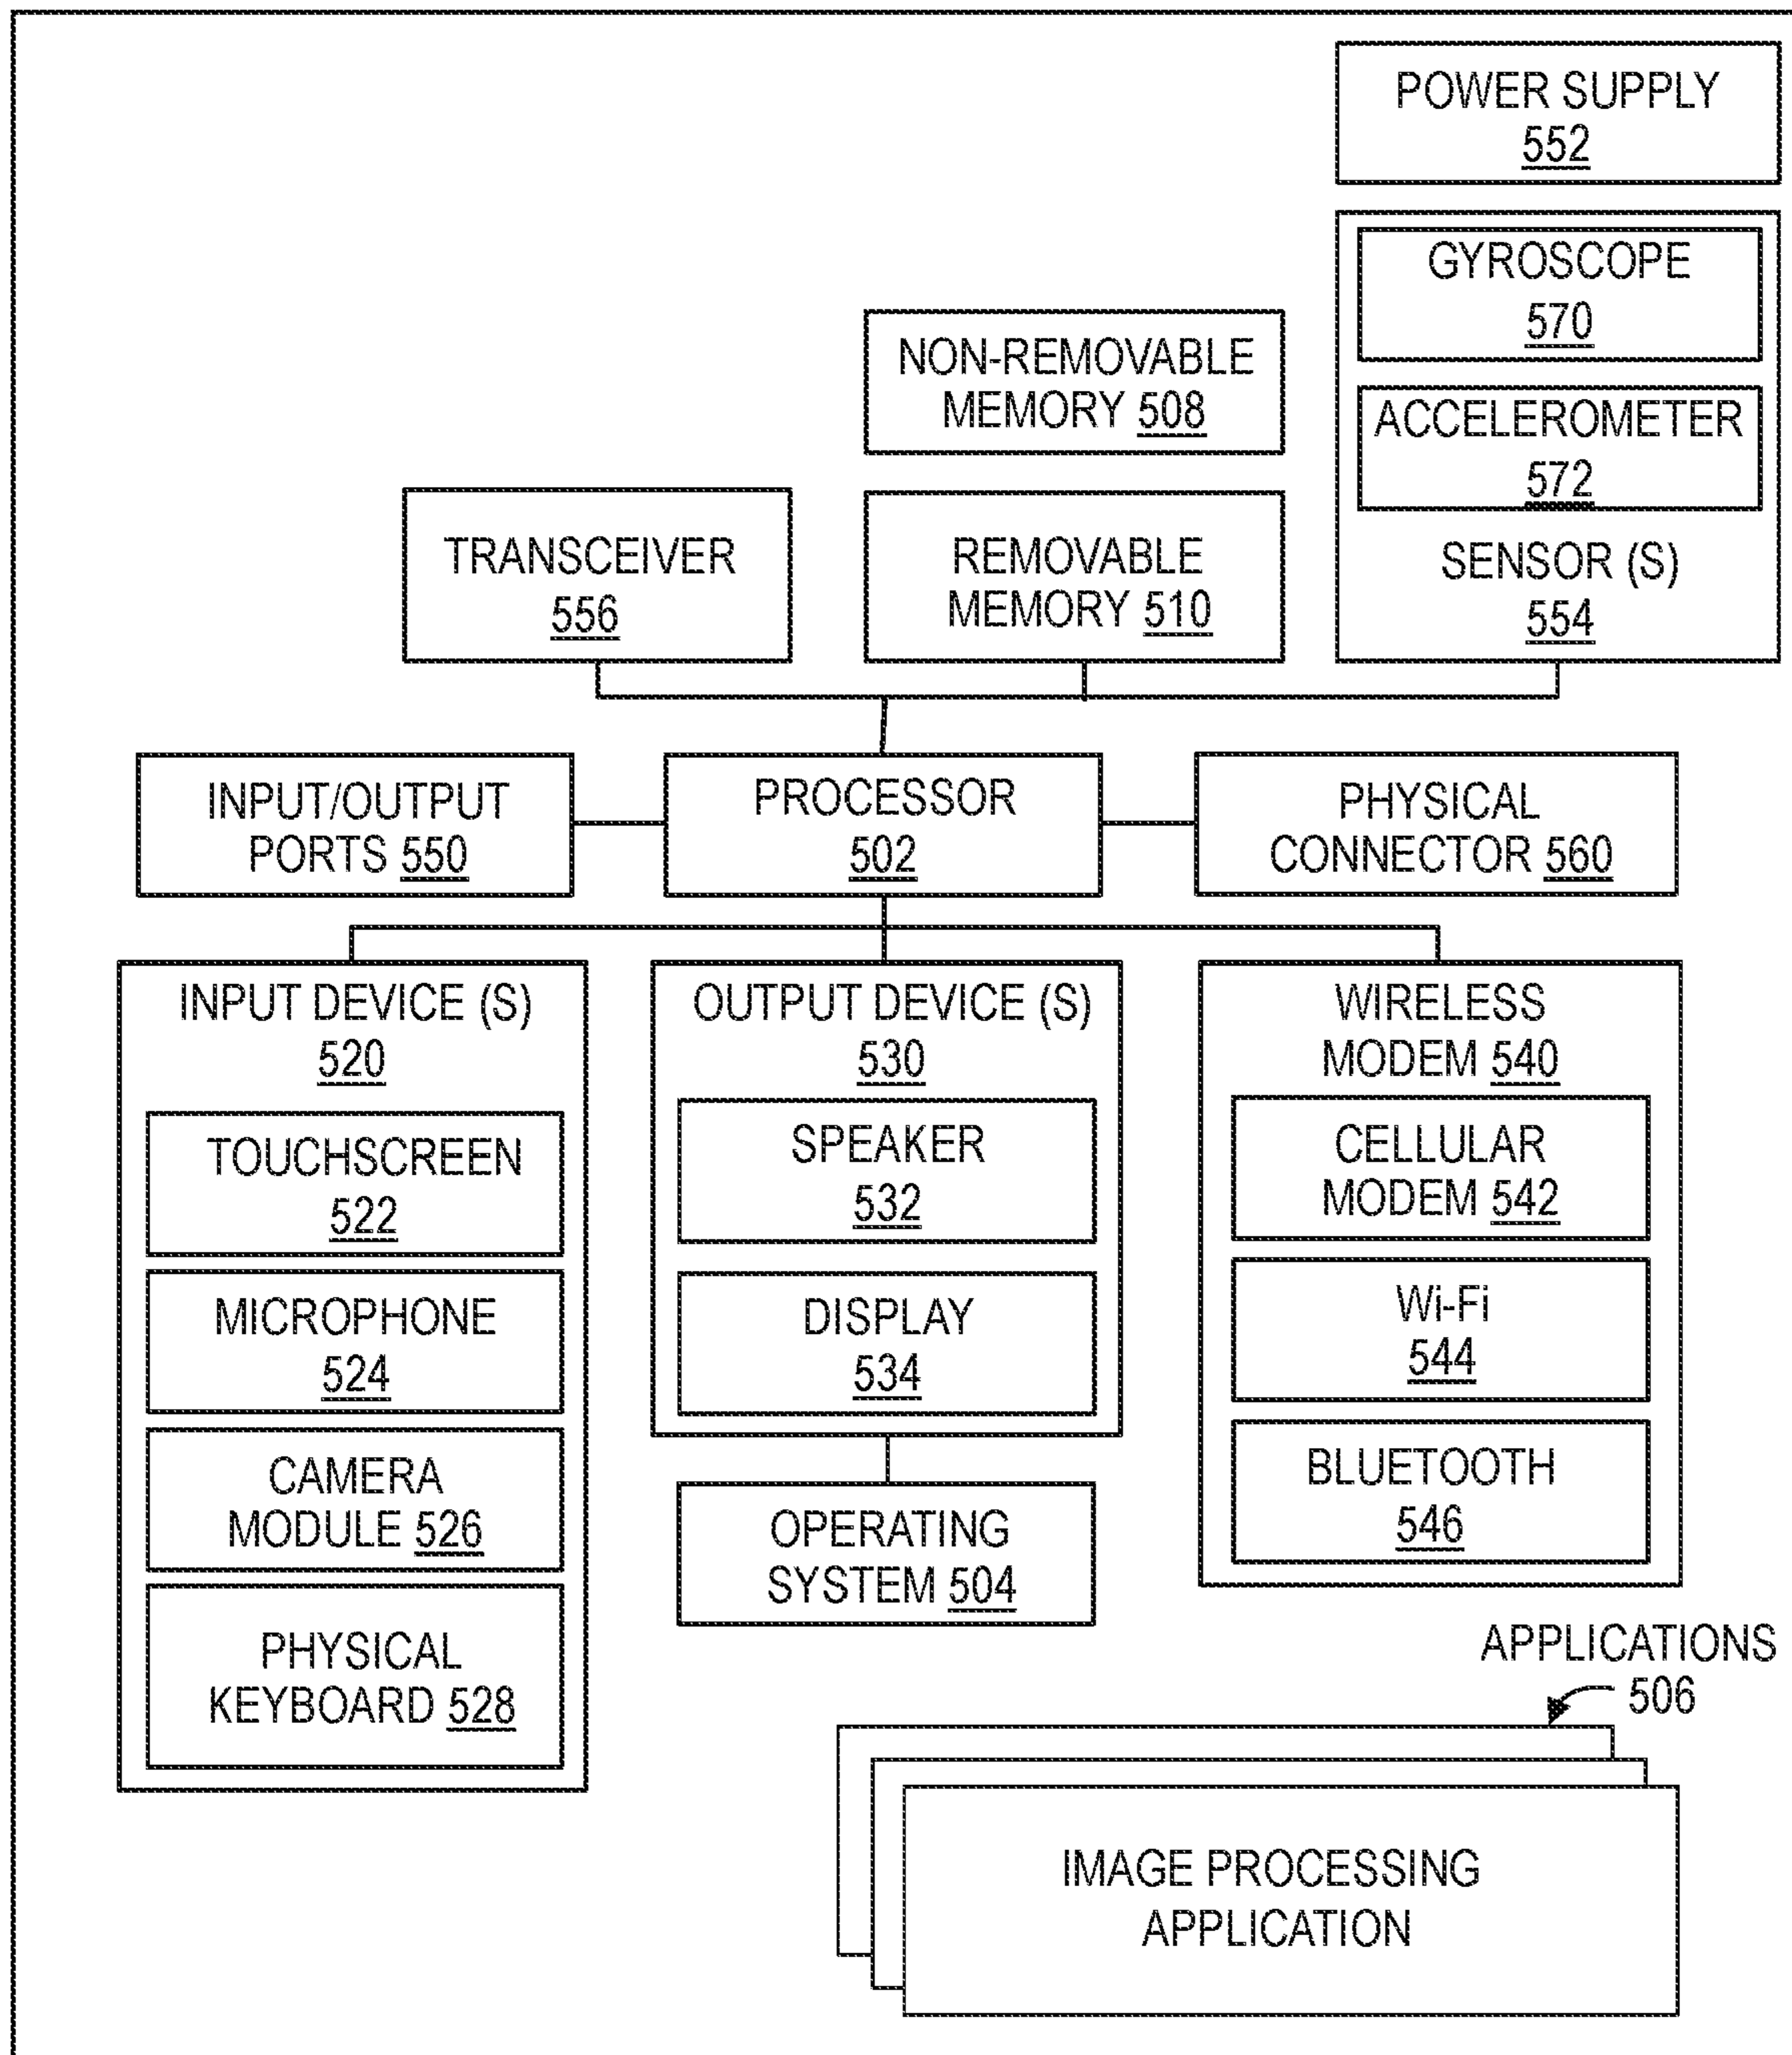 POWER SUPPLY
552
GYROSCOPE
570
ACCELEROMETER
572
SENSOR (S)
554
NON-REMOVABLE
MEMORY 508
REMOVABLE
MEMORY 510
TRANSCEIVER
556
INPUT/OUTPUT
PORTS 550
PROCESSOR
502
PHYSICAL
CONNECTOR 560
INPUT DEVICE (S)
520
TOUCHSCREEN
522
MICROPHONE
524
CAMERA
MODULE 526
PHYSICAL
KEYBOARD 528
OUTPUT DEVICE (S)
530
SPEAKER
532
DISPLAY
534
OPERATING
SYSTEM 504
WIRELESS
MODEM 540
CELLULAR
MODEM 542
Wi-Fi
544
BLUETOOTH
546
APPLICATIONS
506
IMAGE PROCESSING
APPLICATION